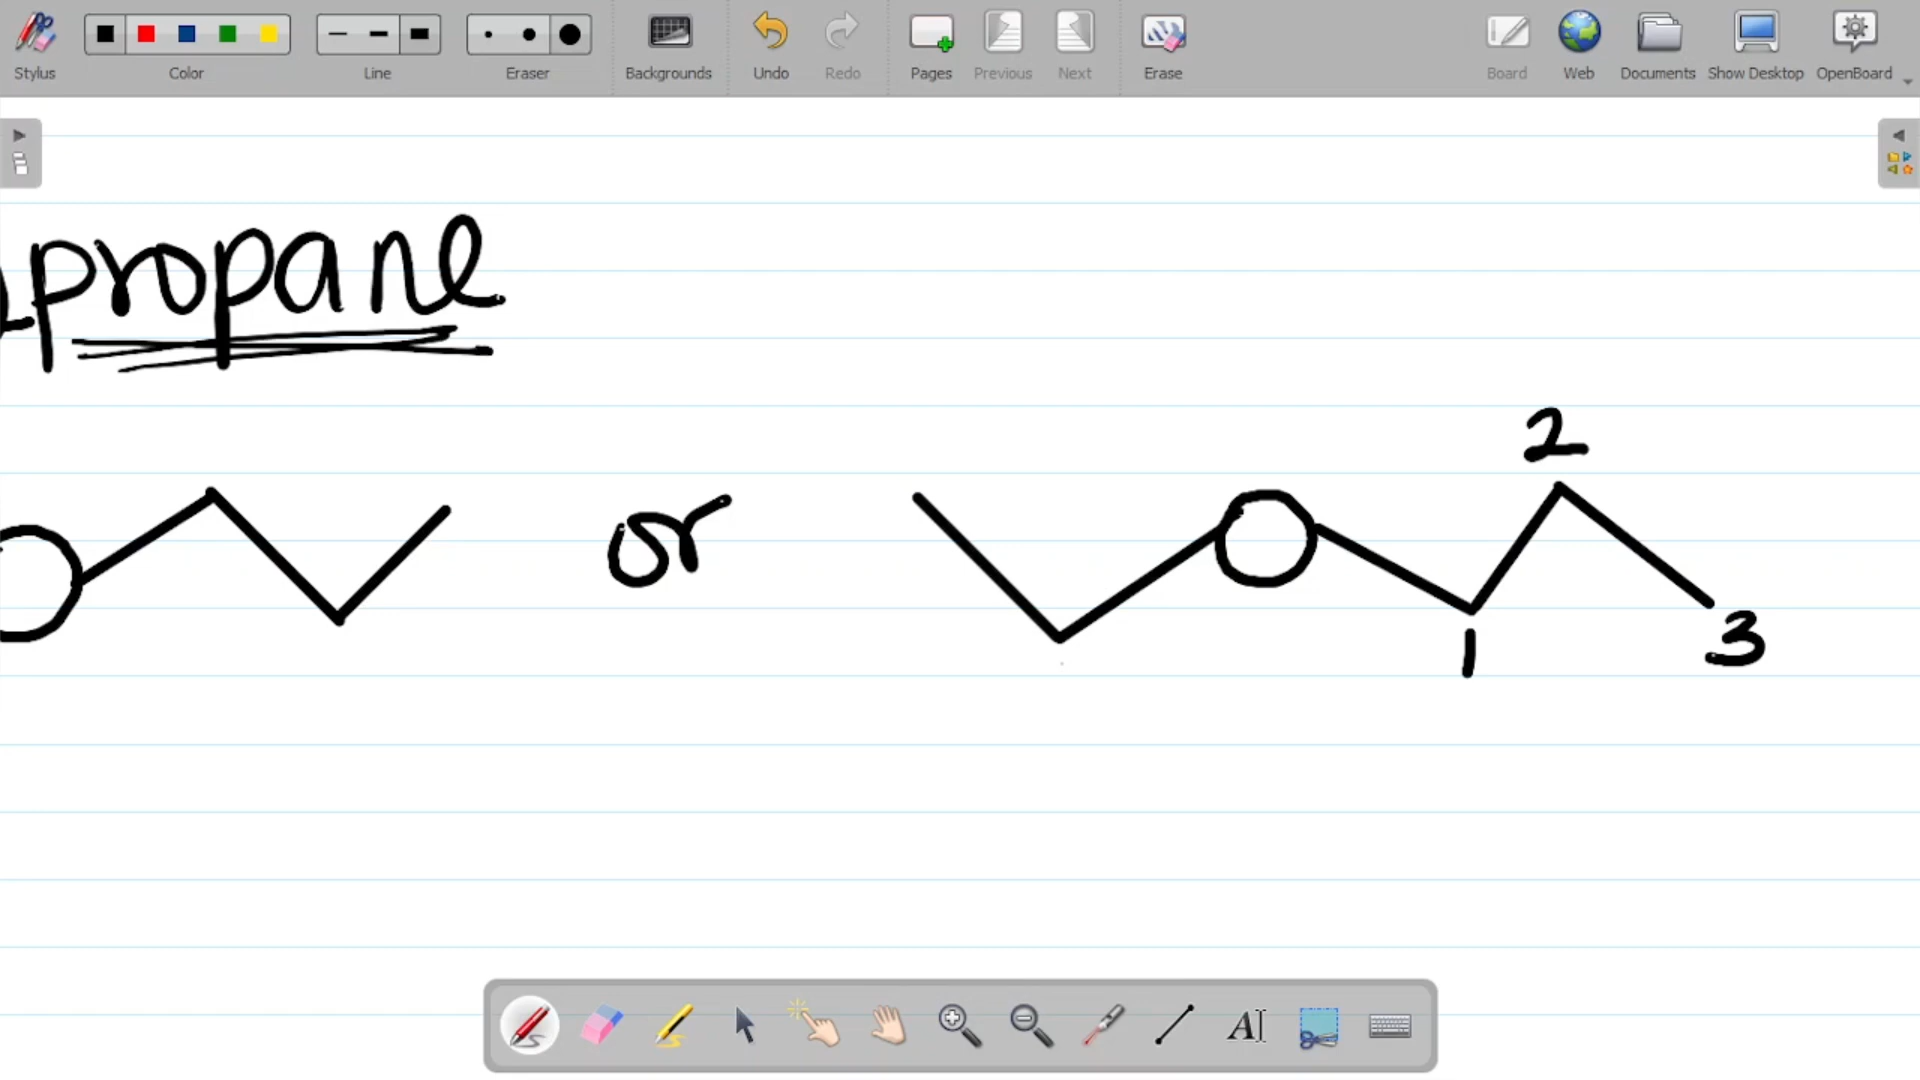 Stylus Color Line Eraser Backgrounds Undo Redo Pages Previous Next Erase Board Web Documents Show Desktop OpenBoard
propane
2
O or O
1 3